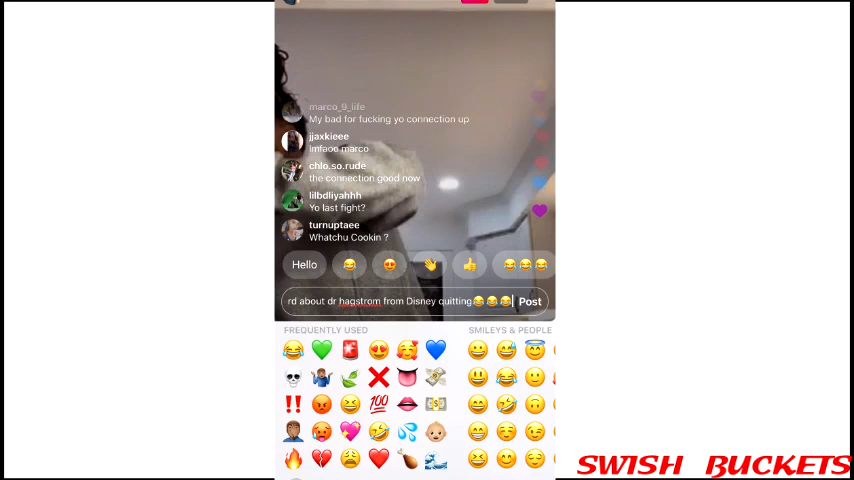 marco_9_life
My bad for fucking yo connection up
jjaxkieee
lmfaoo marco
chlo.so.rude
the connection good now
lilbdliyahhh
Yo last fight?
turnuptaee
Whatchu Cookin ?
Hello
rd about dr hagstrom from Disney quitting😂😂😂 Post
FREQUENTLY USED SMILEYS & PEOPLE
SWISH BUCKETS